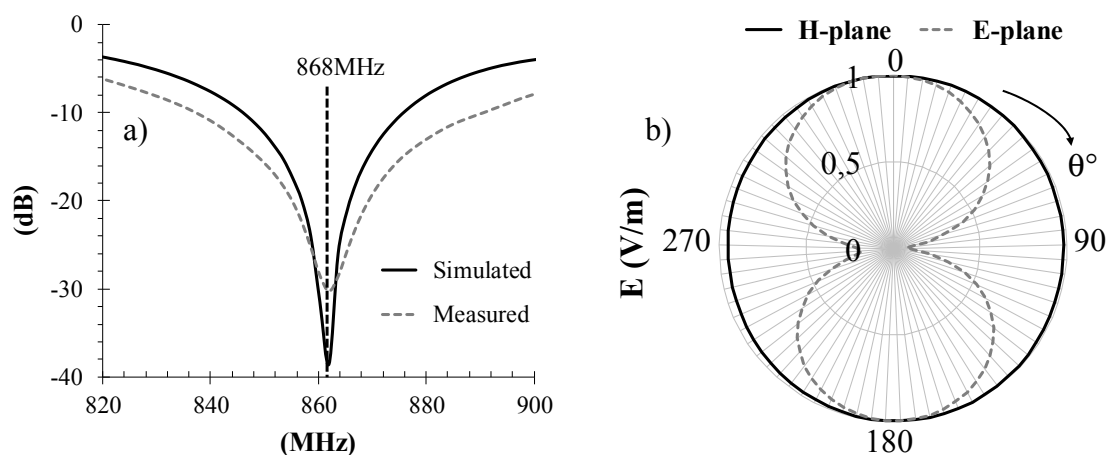 0
-10
-20
-30
-40
(dB)
820
840
860
880
900
(MHz)
868MHz
a)
Simulated
Measured
H-plane
E-plane
b)
0
1
0,5
0
θ°
90
180
270
E (V/m)